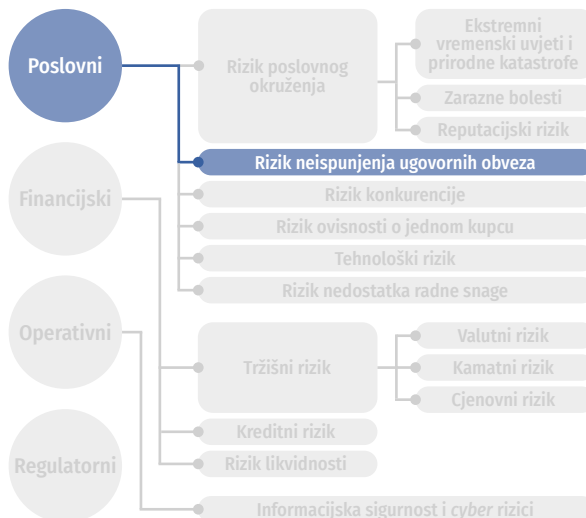 Poslovni
Rizik poslovnog
okruženja
Ekstremni
vremenski uvjeti i
prirodne katastrofe
Zarazne bolesti
Reputacijski rizik
Rizik neispunjenja ugovornih obveza
Rizik konkurencije
Rizik ovisnosti o jednom kupcu
Tehnološki rizik
Rizik nedostatka radne snage
Financijski
Tržišni rizik
Valutni rizik
Kamatni rizik
Cjenovni rizik
Kreditni rizik
Rizik likvidnosti
Operativni
Informacijska sigurnost i cyber rizici
Regulatorni